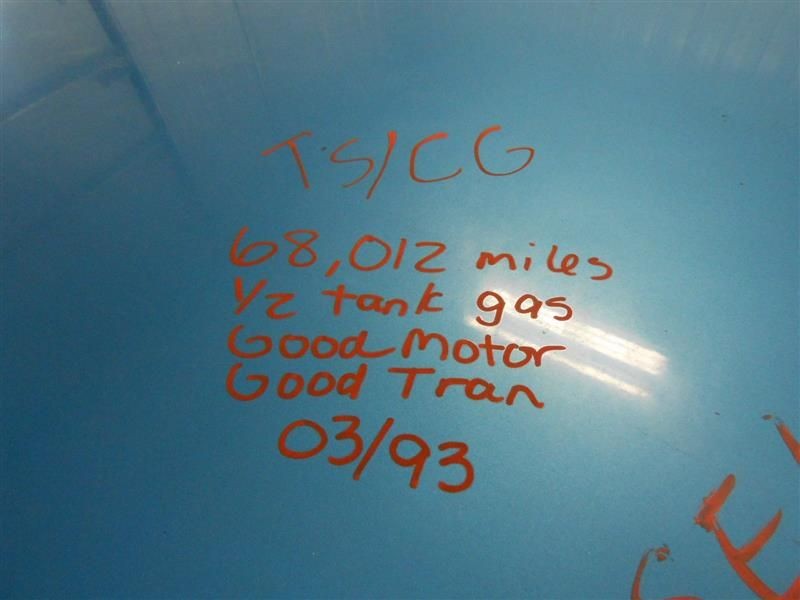 TS/CG
68,012 miles
1/2 tank gas
Good Motor
Good Tran
03/93